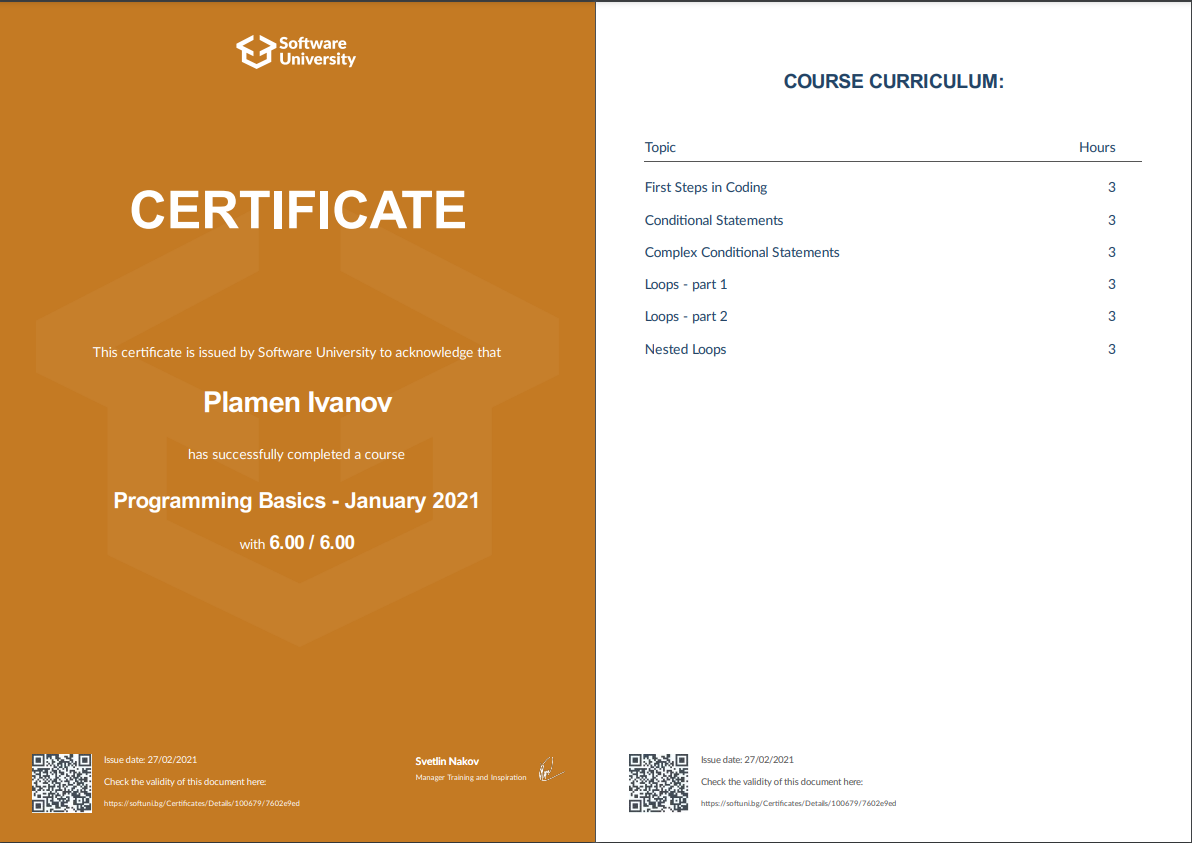 Software
University
CERTIFICATE
This certificate is issued by Software University to acknowledge that
Plamen Ivanov
has successfully completed a course
Programming Basics - January 2021
with 6.00 / 6.00
Issue date: 27/02/2021
Check the validity of this document here:
https://softuni.bg/Certificates/Details/100679/7602e9ed
Svetlin Nakov
Manager Training and Inspiration
COURSE CURRICULUM:
Topic Hours
First Steps in Coding 3
Conditional Statements 3
Complex Conditional Statements 3
Loops - part 1 3
Loops - part 2 3
Nested Loops 3
Issue date: 27/02/2021
Check the validity of this document here:
https://softuni.bg/Certificates/Details/100679/7602e9ed